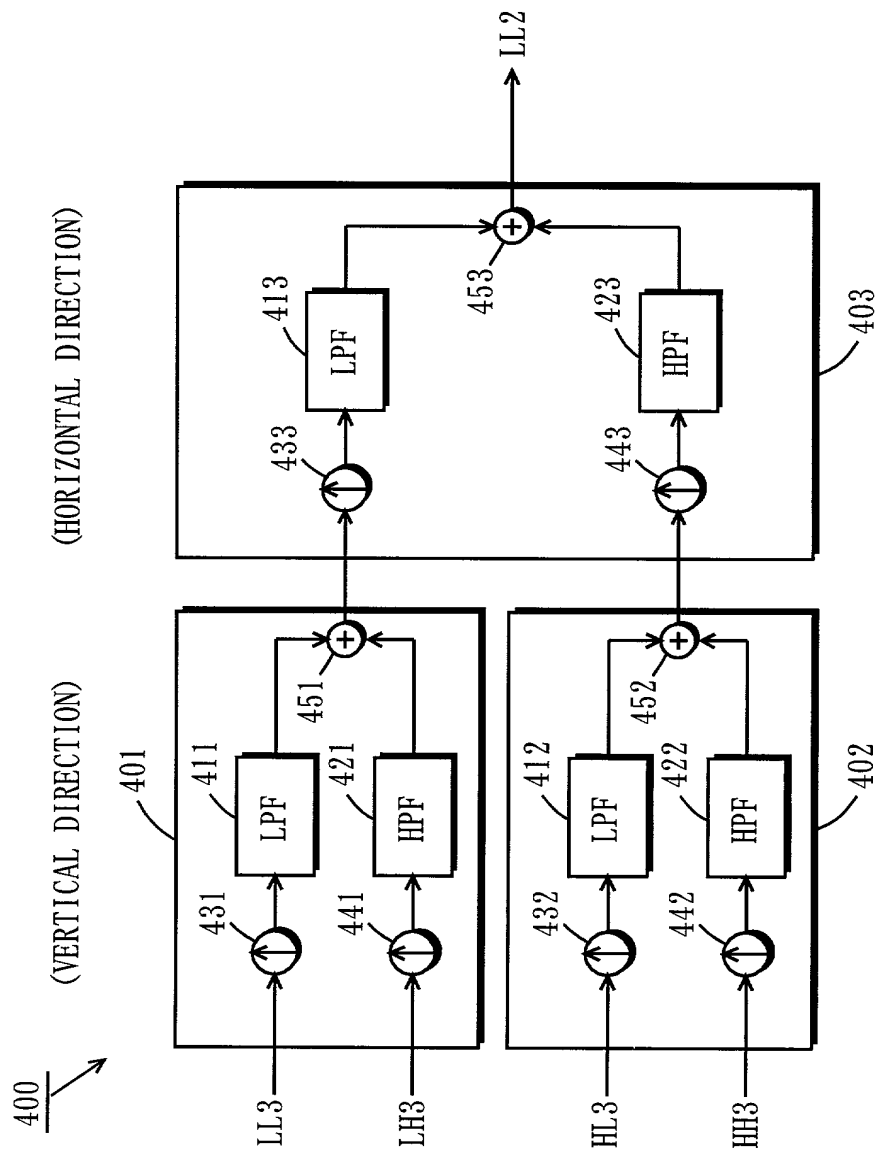 400
(VERTICAL DIRECTION)
(HORIZONTAL DIRECTION)
401
LL3
431
411
LPF
LH3
441
421
HPF
451
HL3
432
412
LPF
HH3
442
422
HPF
452
402
433
413
LPF
443
423
HPF
453
403
LL2